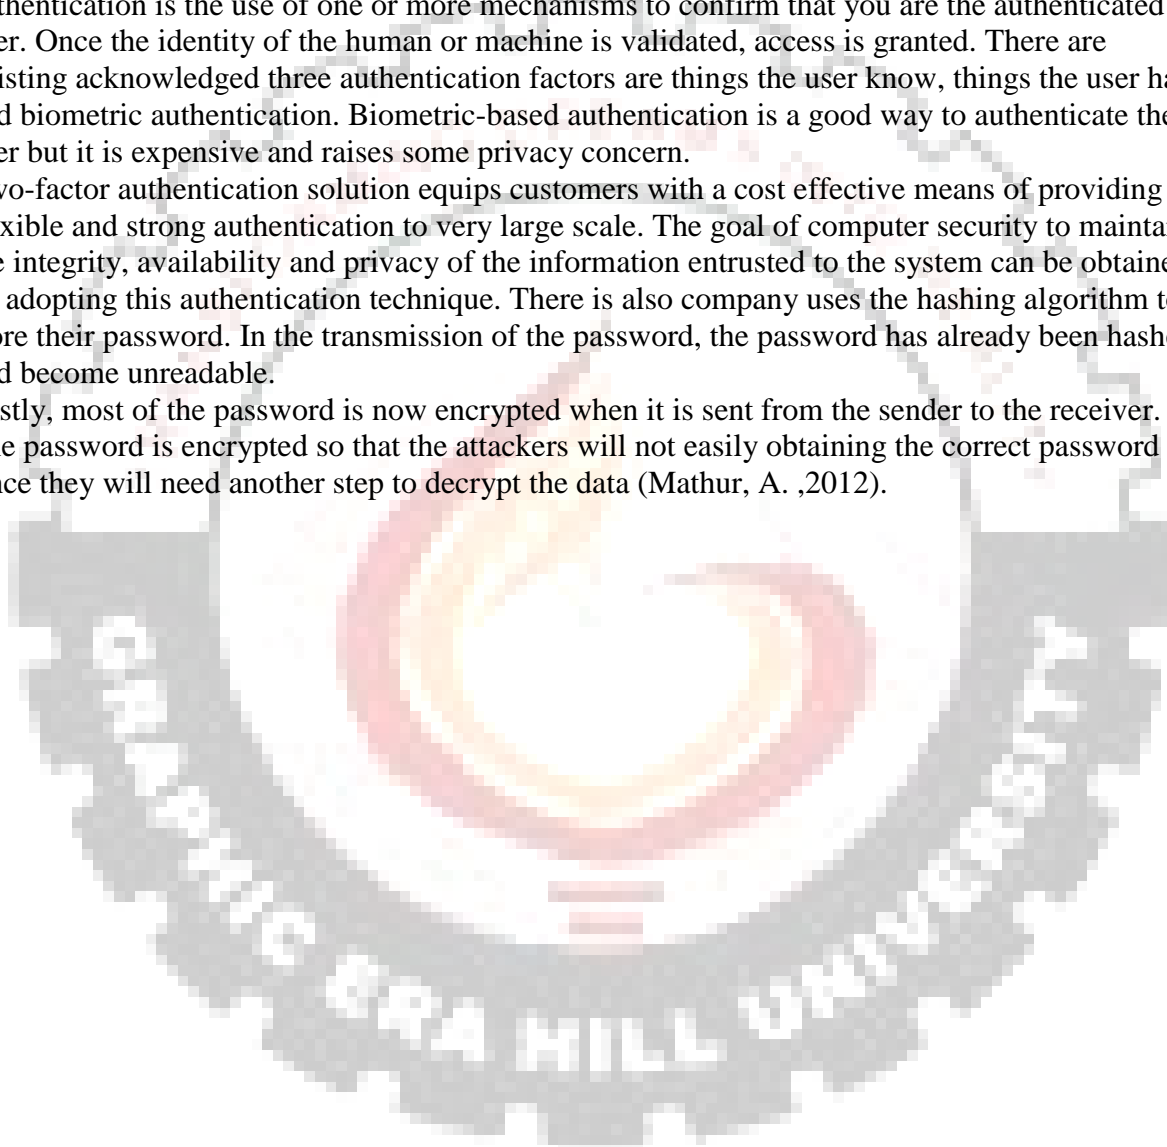 thentication is the use of one or more mechanisms to confirm that you are the authenticated
er. Once the identity of the human or machine is validated, access is granted. There are
isting acknowledged three authentication factors are things the user know, things the user ha
d biometric authentication. Biometric-based authentication is a good way to authenticate the
er but it is expensive and raises some privacy concern.
wo-factor authentication solution equips customers with a cost effective means of providing
xible and strong authentication to very large scale. The goal of computer security to maintai
e integrity, availability and privacy of the information entrusted to the system can be obtaine
adopting this authentication technique. There is also company uses the hashing algorithm to
ore their password. In the transmission of the password, the password has already been hashe
d become unreadable.
stly, most of the password is now encrypted when it is sent from the sender to the receiver.
e password is encrypted so that the attackers will not easily obtaining the correct password
nce they will need another step to decrypt the data (Mathur, A. ,2012).
GRAPHIC ERA HILL UNIVERSITY